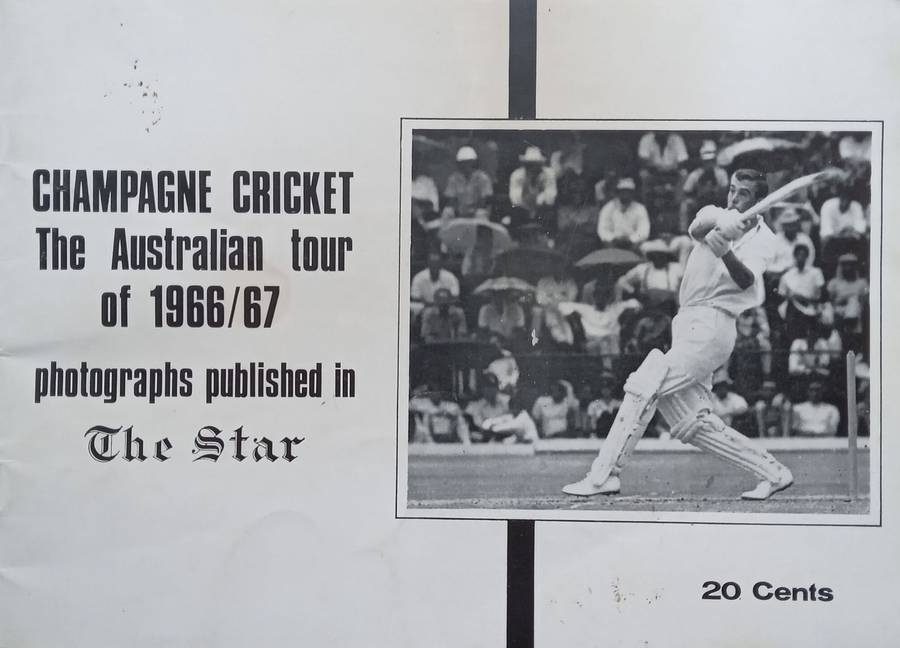 CHAMPAGNE CRICKET
The Australian tour
of 1966/67
photographs published in
The Star
20 Cents